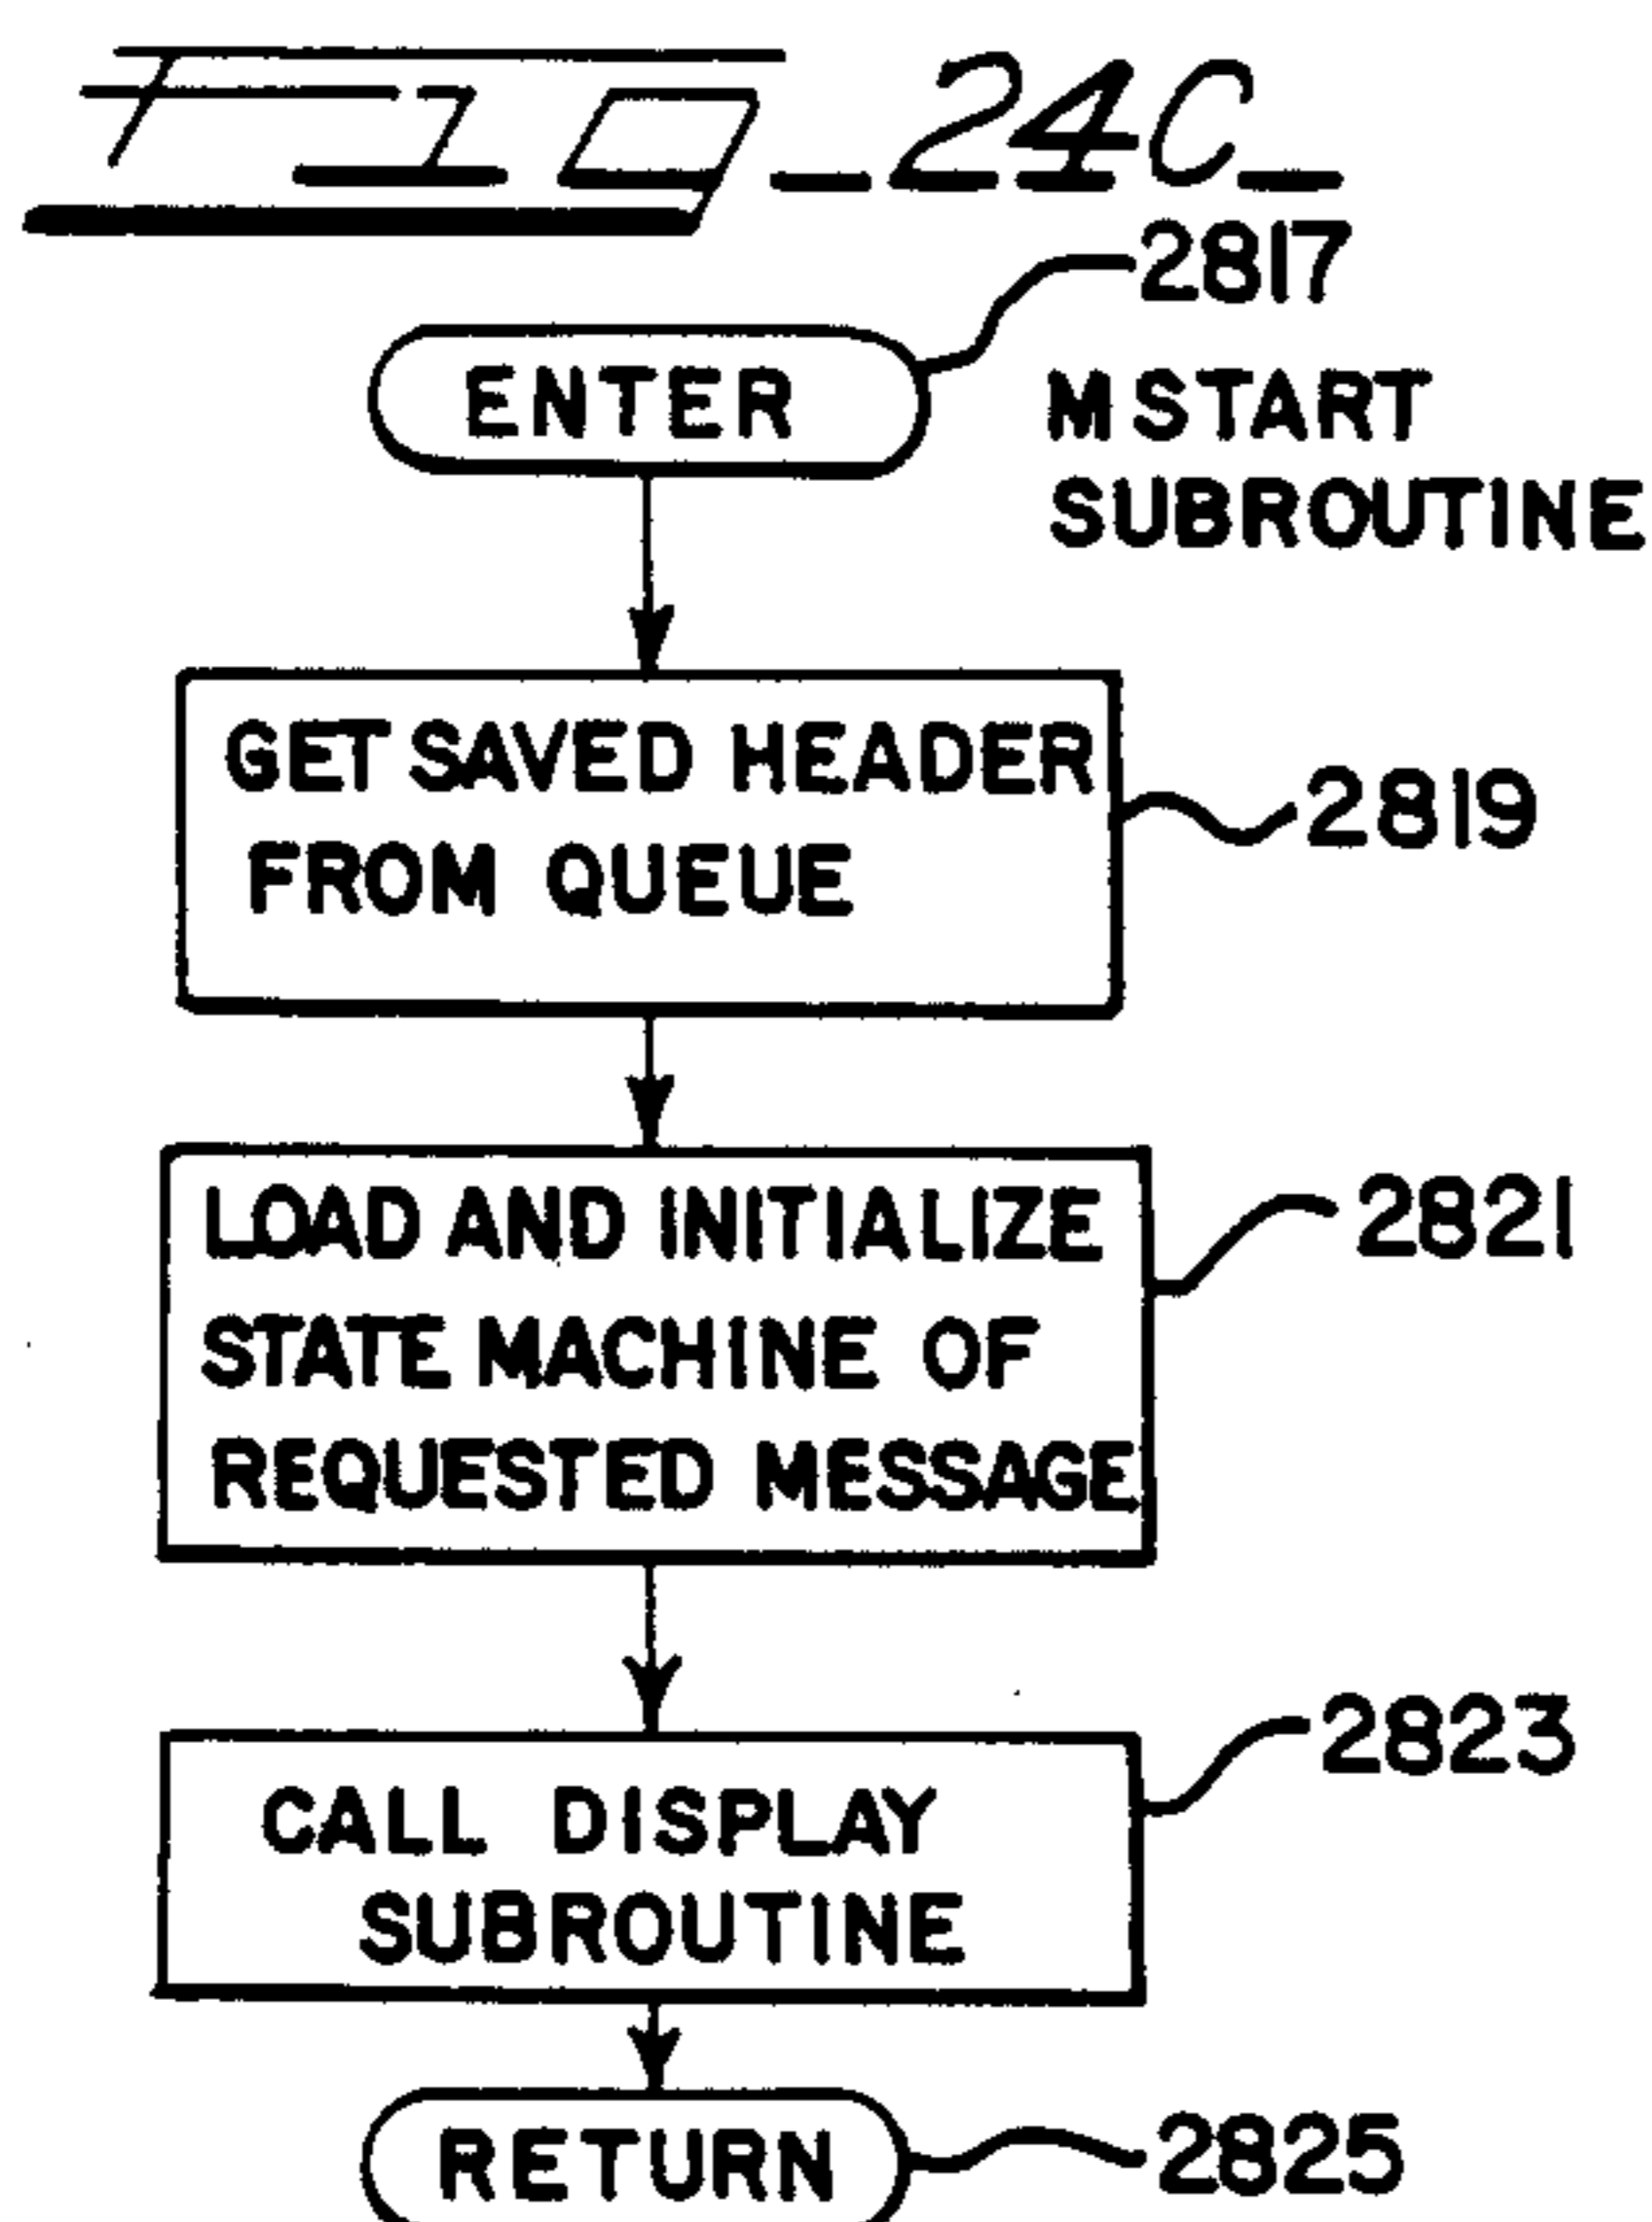 FIG_24C_
2817
ENTER
MSTART
SUBROUTINE
GET SAVED HEADER
FROM QUEUE
2819
LOAD AND INITIALIZE
STATE MACHINE OF
REQUESTED MESSAGE
2821
CALL DISPLAY
SUBROUTINE
2823
RETURN
2825